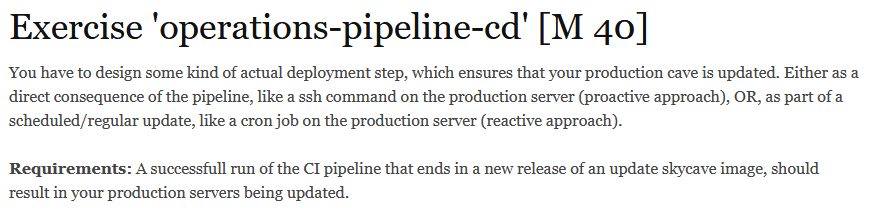 Exercise 'operations-pipeline-cd' [M 40]
You have to design some kind of actual deployment step, which ensures that your production cave is updated. Either as a
direct consequence of the pipeline, like a ssh command on the production server (proactive approach), OR, as part of a
scheduled/regular update, like a cron job on the production server (reactive approach).
Requirements: A successfull run of the CI pipeline that ends in a new release of an update skycave image, should
result in your production servers being updated.